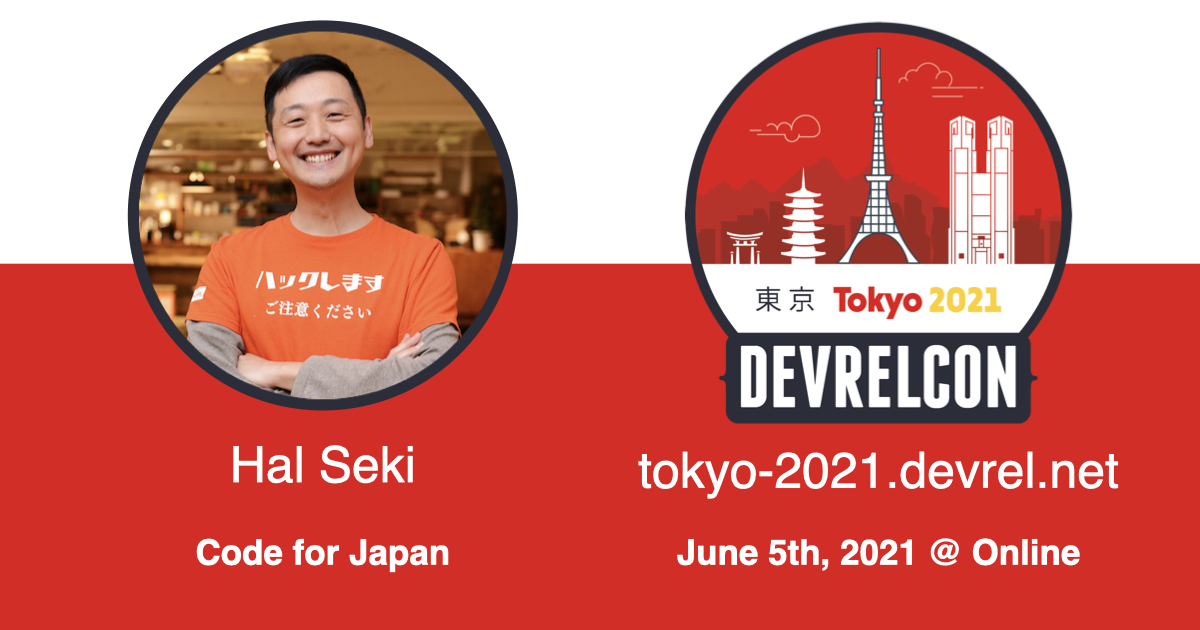 ハックします
ご注意ください
Hal Seki
Code for Japan
東京 Tokyo 2021
DEVRELCON
tokyo-2021.devrel.net
June 5th, 2021 @ Online